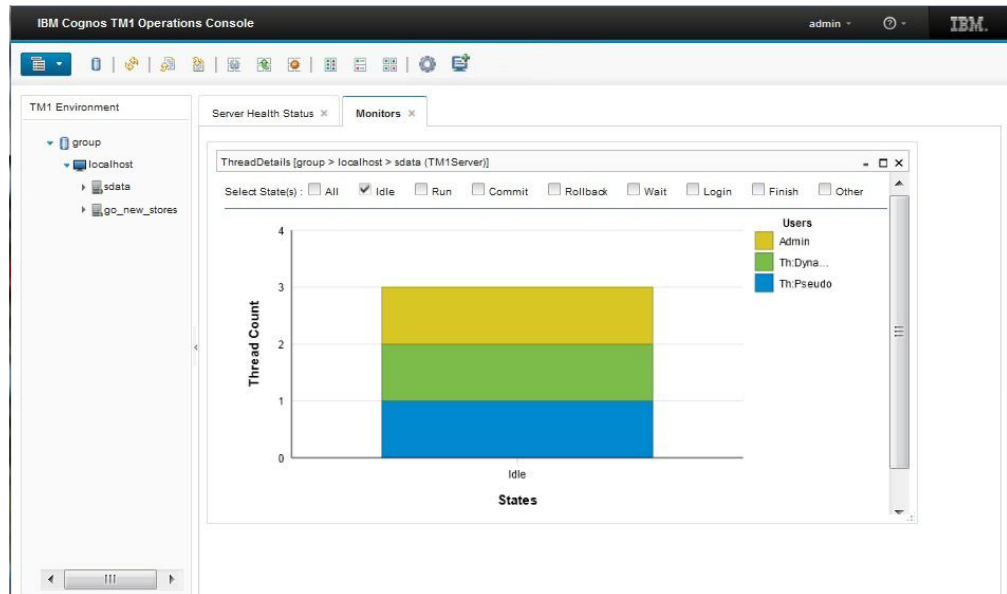 IBM Cognos TM1 Operations Console
admin
?
IBM.
TM1 Environment
group
localhost
sdata
go_new_stores
Server Health Status ×
Monitors ×
ThreadDetails [group > localhost > sdata (TM1Server)]
Select State(s) : All Idle Run Commit Rollback Wait Login Finish Other
Users
Admin
Th:Dyna...
Th:Pseudo
Thread Count
4
3
2
1
0
Idle
States